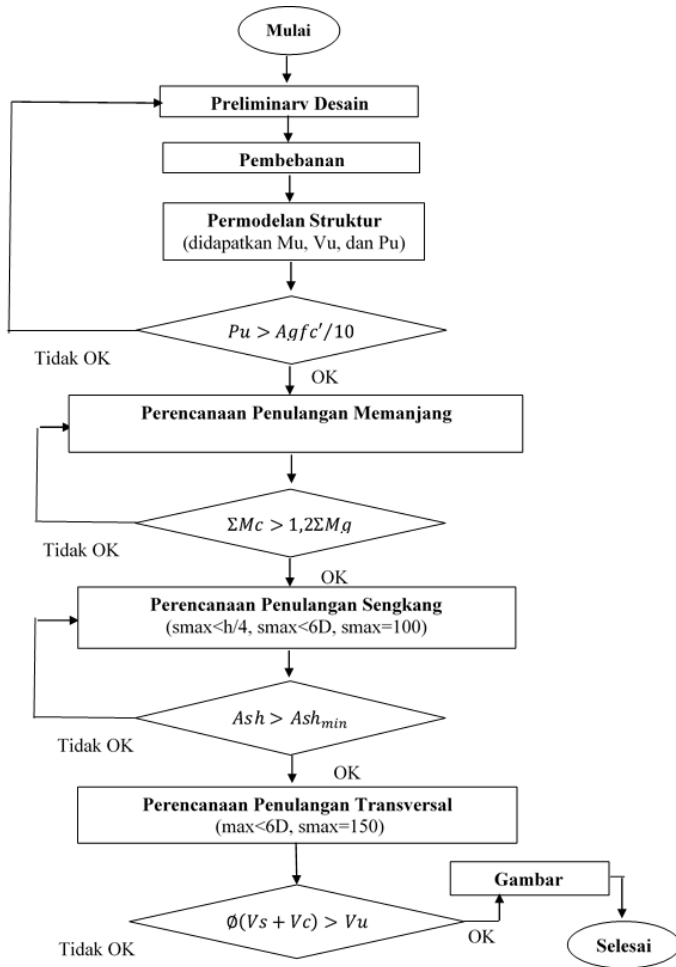 Mulai
Preliminarv Desain
Pembebanan
Permodelan Struktur
(didapatkan Mu, Vu, dan Pu)
Pu > Agfc′/10
Tidak OK
OK
Perencanaan Penulangan Memanjang
ΣMc > 1,2ΣMg
Tidak OK
OK
Perencanaan Penulangan Sengkang
(smax<h/4, smax<6D, smax=100)
Ash > Ashmin
Tidak OK
OK
Perencanaan Penulangan Transversal
(max<6D, smax=150)
Ø(Vs + Vc) > Vu
Tidak OK
OK
Gambar
Selesai